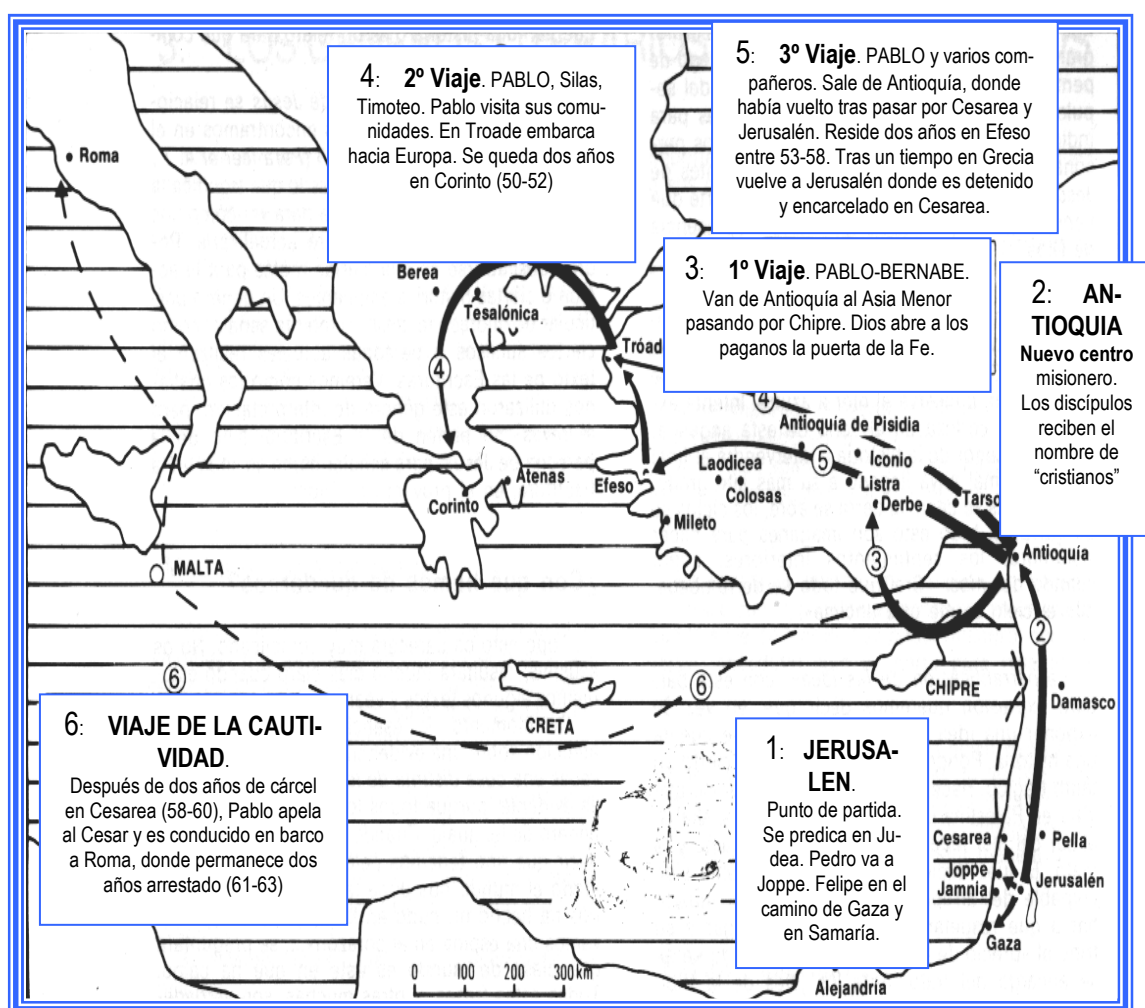 4: 2º Viaje. PABLO, Silas,
Timoteo. Pablo visita sus comu-
nidades. En Troade embarca
hacia Europa. Se queda dos años
en Corinto (50-52)
5: 3º Viaje. PABLO y varios com-
pañeros. Sale de Antioquía, donde
había vuelto tras pasar por Cesarea y
Jerusalén. Reside dos años en Efeso
entre 53-58. Tras un tiempo en Grecia
vuelve a Jerusalén donde es detenido
y encarcelado en Cesarea.
3: 1º Viaje. PABLO-BERNABE.
Van de Antioquía al Asia Menor
pasando por Chipre. Dios abre a los
paganos la puerta de la Fe.
2: AN-
TIOQUIA
Nuevo centro
misionero.
Los discípulos
reciben el
nombre de
“cristianos”
Roma
Berea
Tesalónica
Tróad
4
4
Antioquía de Pisidia
Iconio
5
Laodicea
Colosas
Listra
Derbe
Tarso
Efeso
Atenas
Corinto
Mileto
Antioquía
3
MALTA
2
6
6
CHIPRE
CRETA
Damasco
6: VIAJE DE LA CAUTI-
VIDAD.
Después de dos años de cárcel
en Cesarea (58-60), Pablo apela
al Cesar y es conducido en barco
a Roma, donde permanece dos
años arrestado (61-63)
1: JERUSA-
LEN.
Punto de partida.
Se predica en Ju-
dea. Pedro va a
Joppe. Felipe en el
camino de Gaza y
en Samaría.
Cesarea
Pella
Joppe
Jamnia
Jerusalén
Gaza
0 100 200 300 km
Alejandría